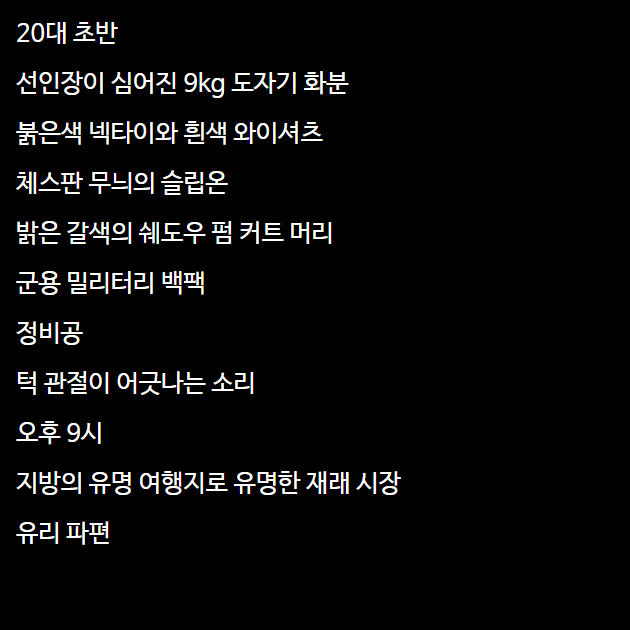 20대 초반
선인장이 심어진 9kg 도자기 화분
붉은색 넥타이와 흰색 와이셔츠
체스판 무늬의 슬립온
밝은 갈색의 쉐도우 펌 커트 머리
군용 밀리터리 백팩
정비공
턱 관절이 어긋나는 소리
오후 9시
지방의 유명 여행지로 유명한 재래 시장
유리 파편